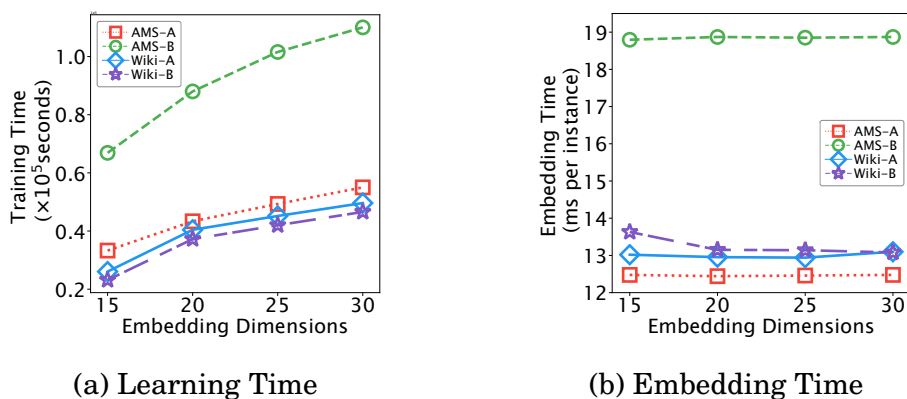 AMS-A
AMS-B
Wiki-A
Wiki-B
1.0
0.8
0.6
0.4
0.2
Training Time
(×10⁵seconds)
15 20 25 30
Embedding Dimensions
(a) Learning Time
19
18
17
16
15
14
13
12
Embedding Time
(ms per instance)
AMS-A
AMS-B
Wiki-A
Wiki-B
15 20 25 30
Embedding Dimensions
(b) Embedding Time